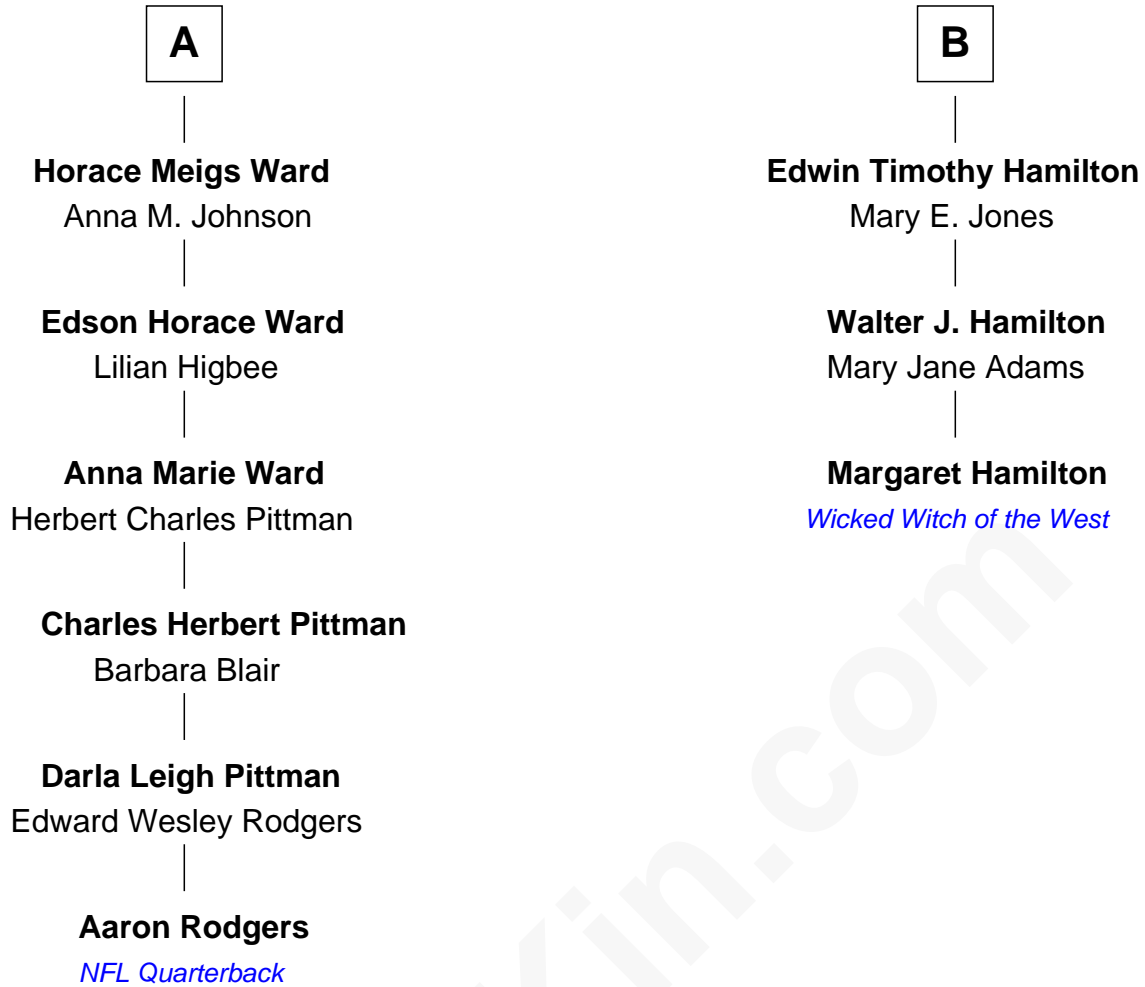 A
Horace Meigs Ward
Anna M. Johnson
Edson Horace Ward
Lilian Higbee
Anna Marie Ward
Herbert Charles Pittman
Charles Herbert Pittman
Barbara Blair
Darla Leigh Pittman
Edward Wesley Rodgers
Aaron Rodgers
NFL Quarterback
B
Edwin Timothy Hamilton
Mary E. Jones
Walter J. Hamilton
Mary Jane Adams
Margaret Hamilton
Wicked Witch of the West
Kin.com